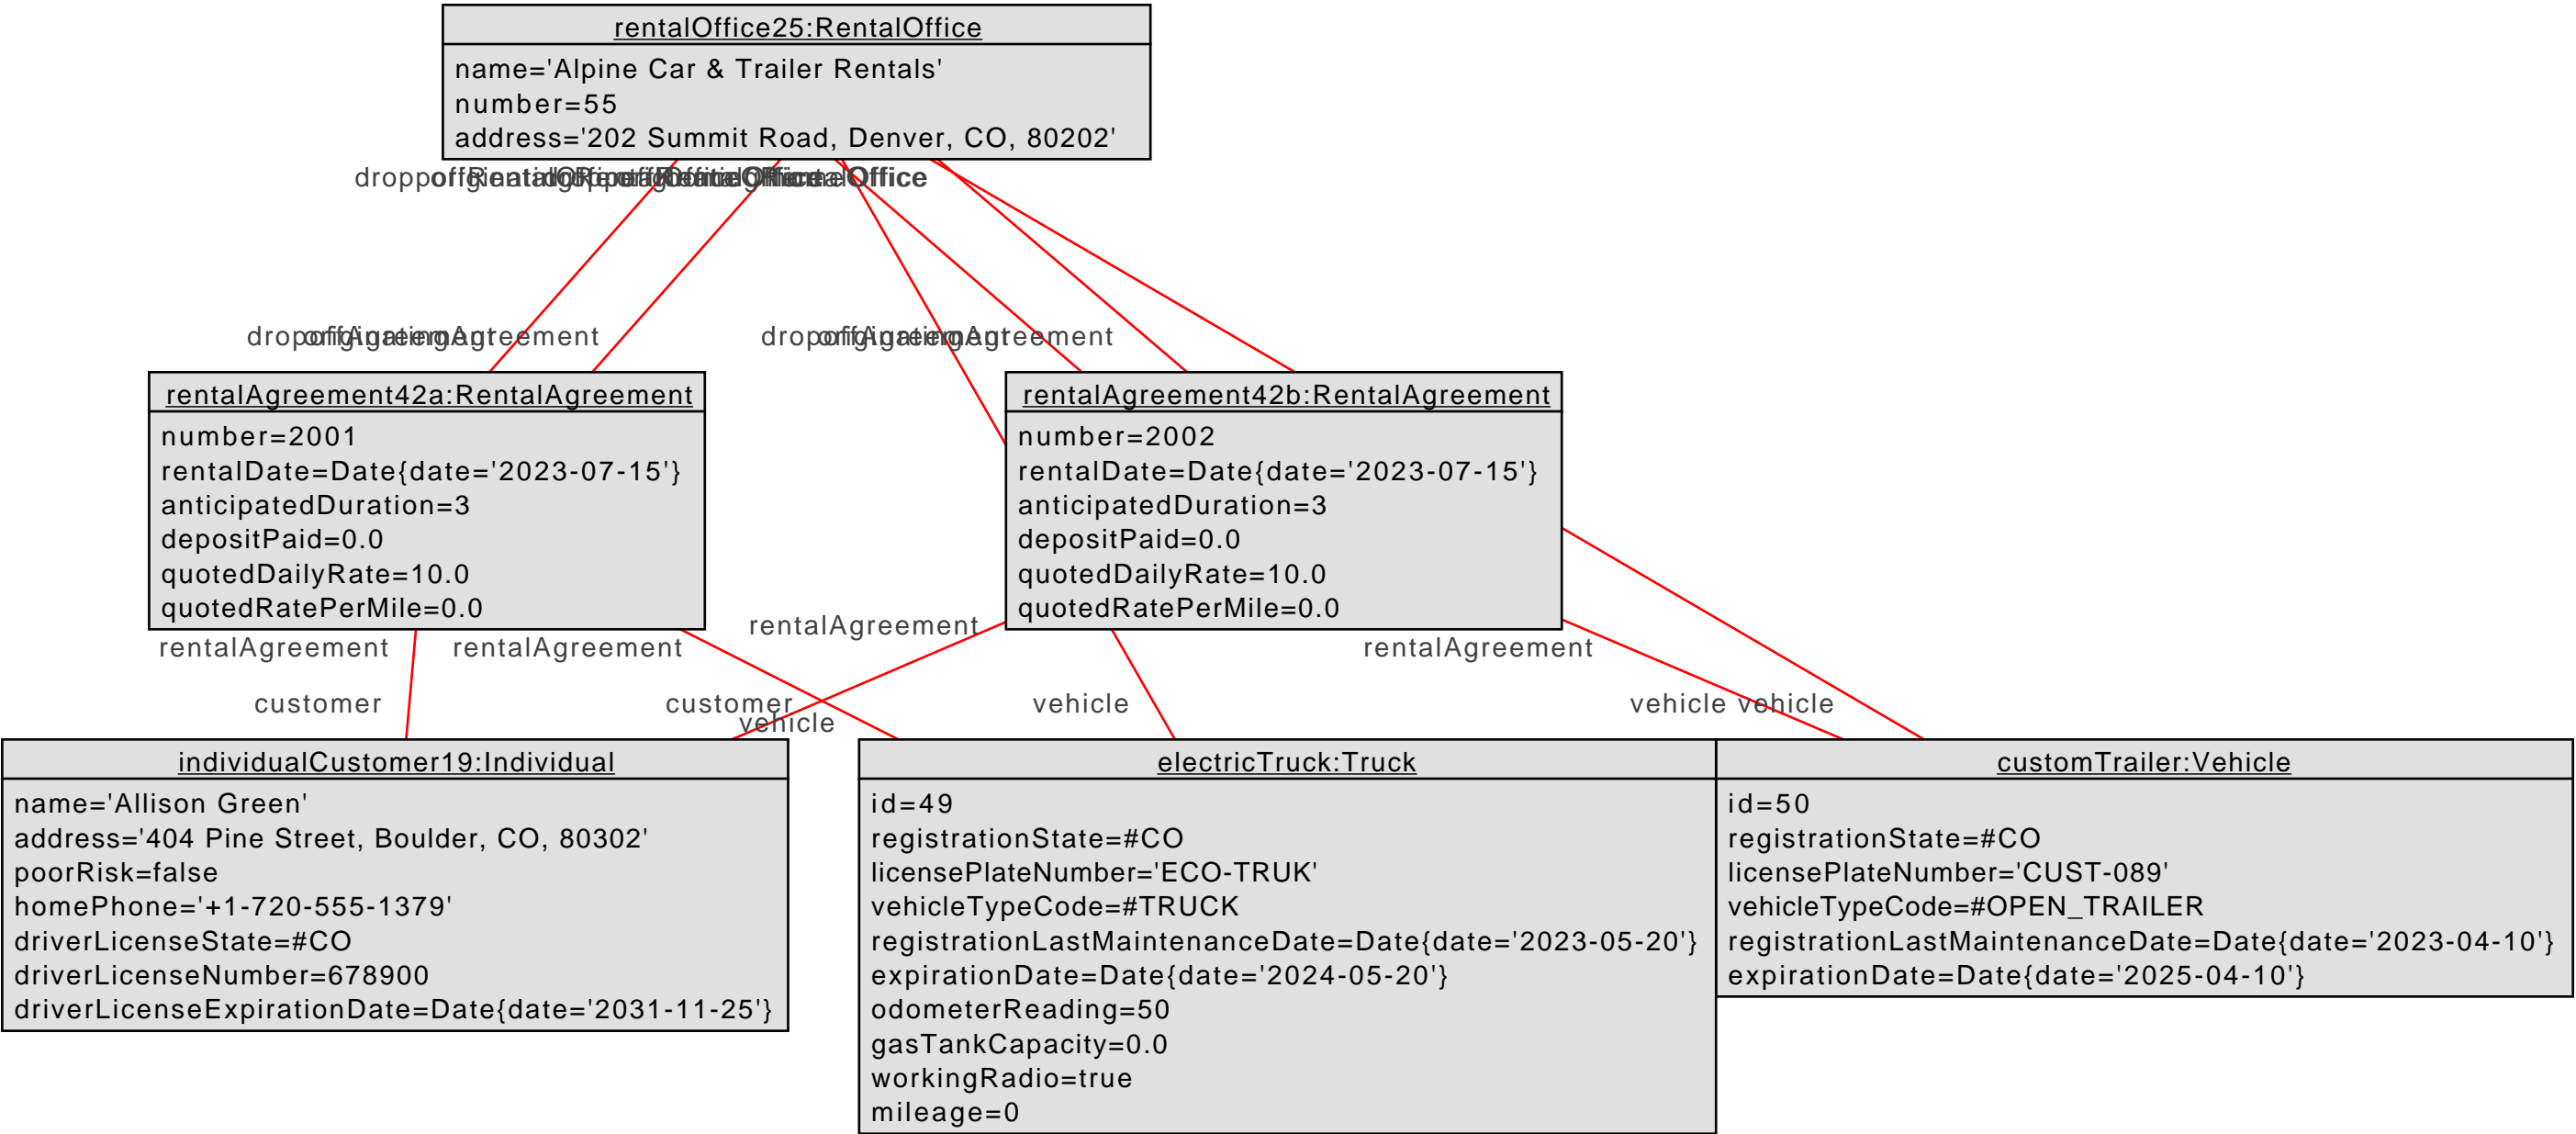 rentalOffice25:RentalOffice
name='Alpine Car & Trailer Rentals'
number=55
address='202 Summit Road, Denver, CO, 80202'
rentalAgreement42a:RentalAgreement
number=2001
rentalDate=Date{date='2023-07-15'}
anticipatedDuration=3
depositPaid=0.0
quotedDailyRate=10.0
quotedRatePerMile=0.0
rentalAgreement42b:RentalAgreement
number=2002
rentalDate=Date{date='2023-07-15'}
anticipatedDuration=3
depositPaid=0.0
quotedDailyRate=10.0
quotedRatePerMile=0.0
rentalAgreement
rentalAgreement
rentalAgreement
rentalAgreement
customer
customer
vehicle
vehicle
vehicle
vehicle
individualCustomer19:Individual
name='Allison Green'
address='404 Pine Street, Boulder, CO, 80302'
poorRisk=false
homePhone='+1-720-555-1379'
driverLicenseState=#CO
driverLicenseNumber=678900
driverLicenseExpirationDate=Date{date='2031-11-25'}
electricTruck:Truck
id=49
registrationState=#CO
licensePlateNumber='ECO-TRUK'
vehicleTypeCode=#TRUCK
registrationLastMaintenanceDate=Date{date='2023-05-20'}
expirationDate=Date{date='2024-05-20'}
odometerReading=50
gasTankCapacity=0.0
workingRadio=true
mileage=0
customTrailer:Vehicle
id=50
registrationState=#CO
licensePlateNumber='CUST-089'
vehicleTypeCode=#OPEN_TRAILER
registrationLastMaintenanceDate=Date{date='2023-04-10'}
expirationDate=Date{date='2025-04-10'}